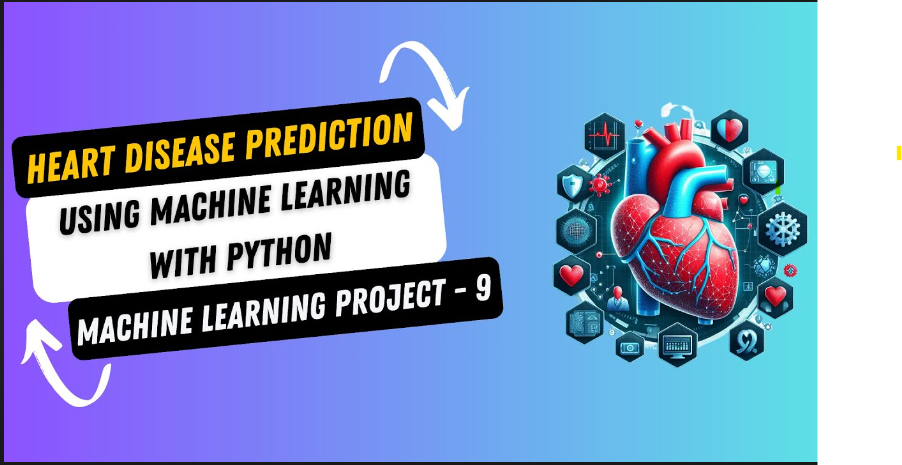 HEART DISEASE PREDICTION
USING MACHINE LEARNING
WITH PYTHON
MACHINE LEARNING PROJECT - 9